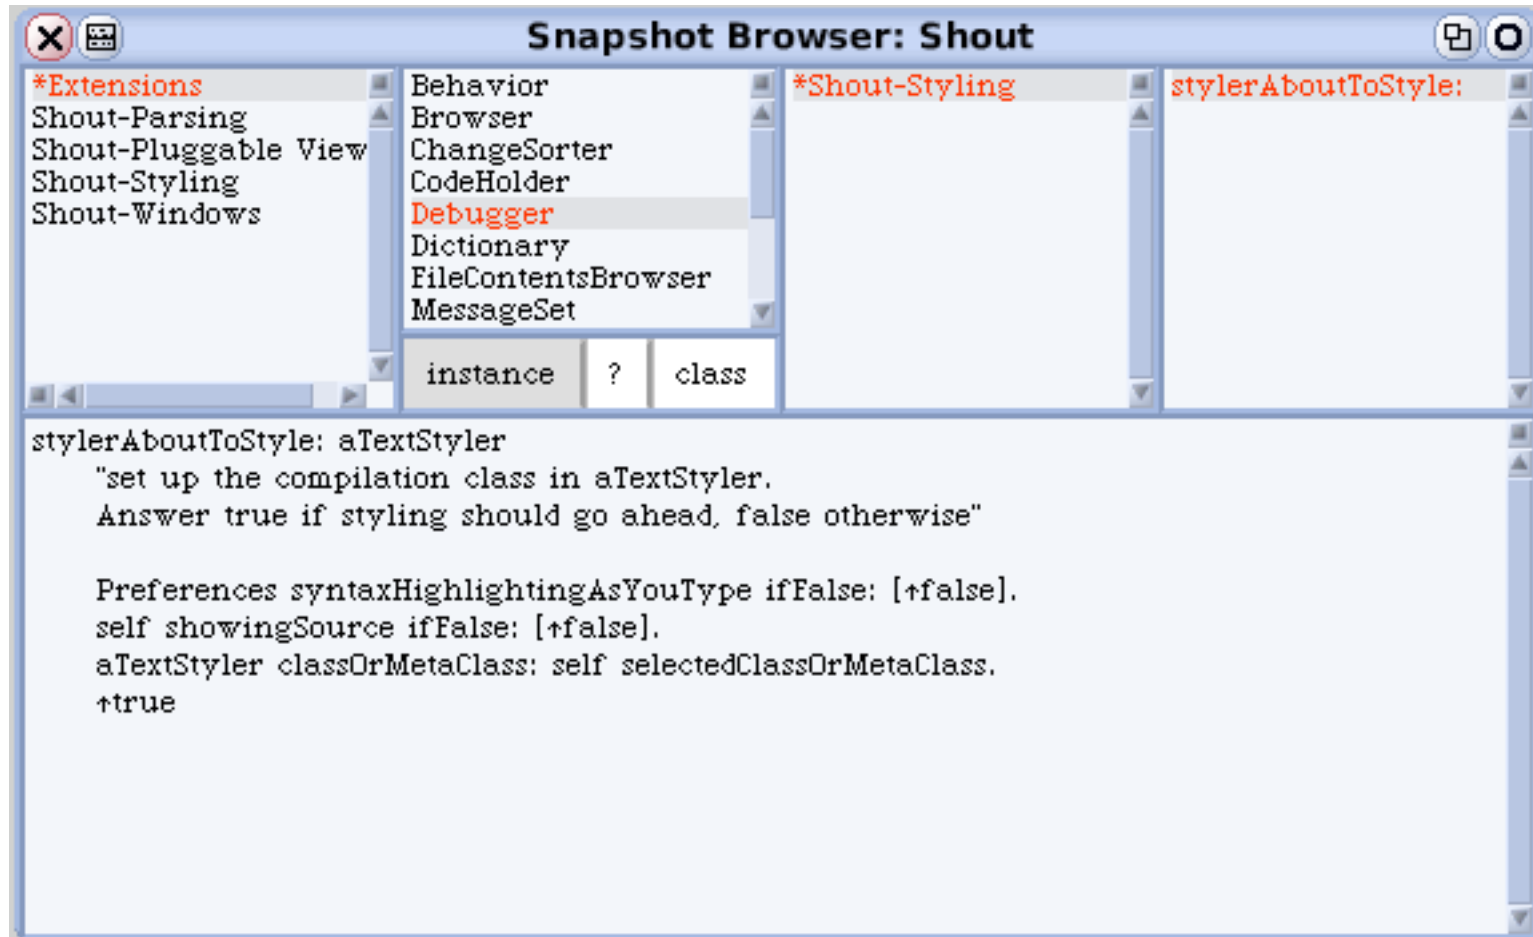 Snapshot Browser: Shout
*Extensions
Shout-Parsing
Shout-Pluggable View
Shout-Styling
Shout-Windows
Behavior
Browser
ChangeSorter
CodeHolder
Debugger
Dictionary
FileContentsBrowser
MessageSet
instance ? class
*Shout-Styling
stylerAboutToStyle:
stylerAboutToStyle: aTextStyler
"set up the compilation class in aTextStyler.
Answer true if styling should go ahead, false otherwise"
Preferences syntaxHighlightingAsYouType ifFalse: [↑false].
self showingSource ifFalse: [↑false].
aTextStyler classOrMetaClass: self selectedClassOrMetaClass.
↑true